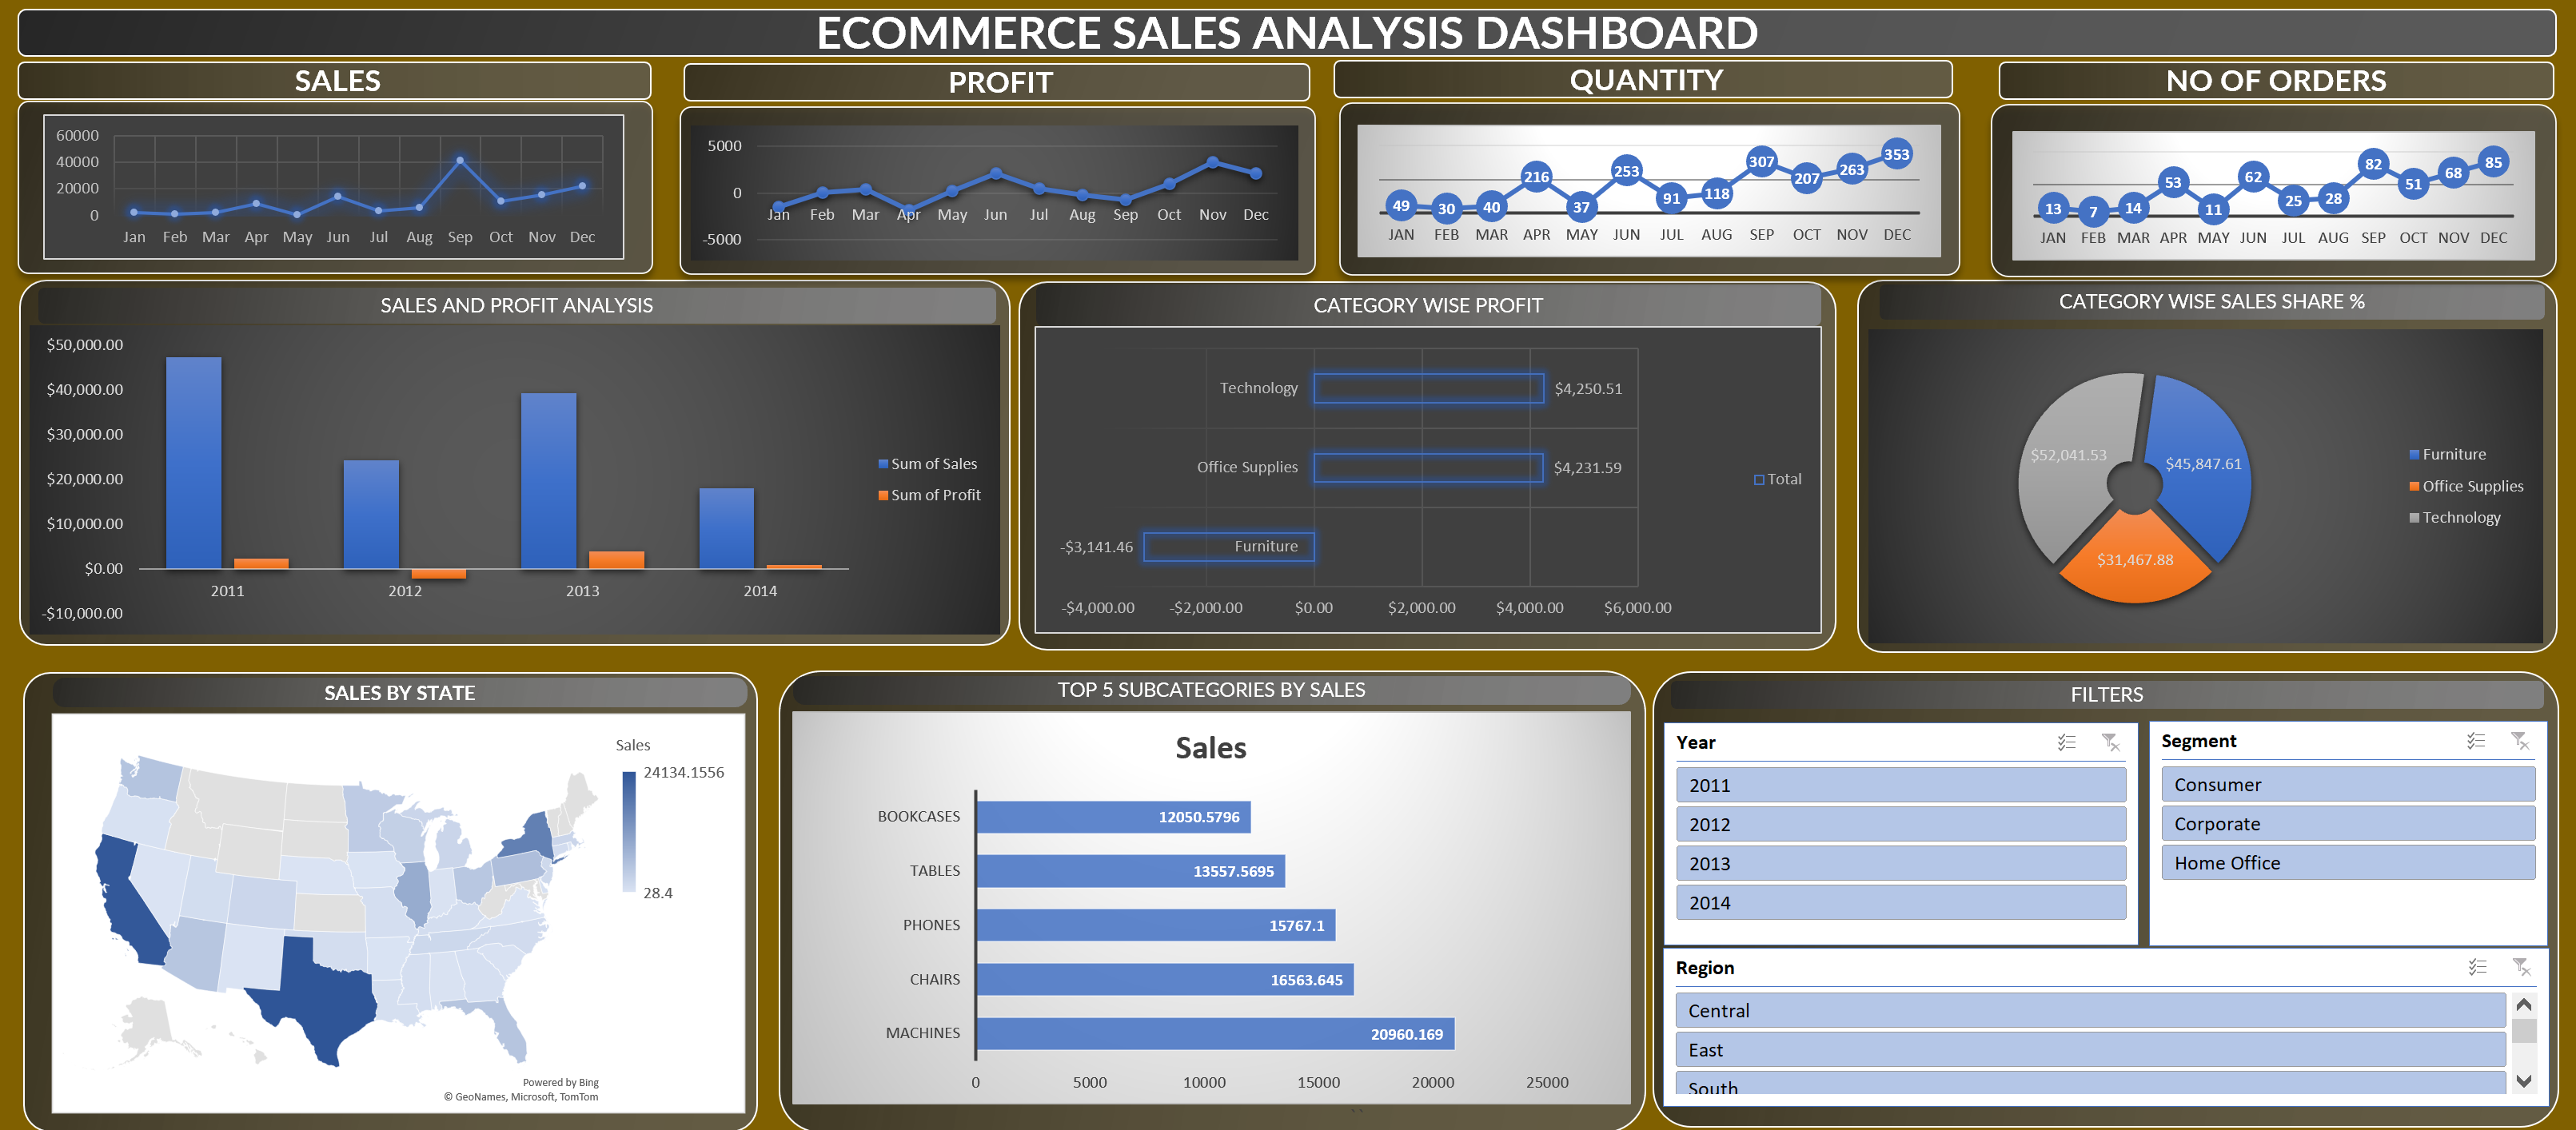 ECOMMERCE SALES ANALYSIS DASHBOARD
SALES
60000
40000
20000
0
Jan Feb Mar Apr May Jun Jul Aug Sep Oct Nov Dec
PROFIT
5000
0
-5000
Jan Feb Mar Apr May Jun Jul Aug Sep Oct Nov Dec
QUANTITY
49 30 40 216 37 253 91 118 307 207 263 353
JAN FEB MAR APR MAY JUN JUL AUG SEP OCT NOV DEC
NO OF ORDERS
13 7 14 53 11 62 25 28 82 51 68 85
JAN FEB MAR APR MAY JUN JUL AUG SEP OCT NOV DEC
SALES AND PROFIT ANALYSIS
$50,000.00
$40,000.00
$30,000.00
$20,000.00
$10,000.00
$0.00
-$10,000.00
2011 2012 2013 2014
Sum of Sales
Sum of Profit
CATEGORY WISE PROFIT
Technology $4,250.51
Office Supplies $4,231.59
-$3,141.46 Furniture
-$4,000.00 -$2,000.00 $0.00 $2,000.00 $4,000.00 $6,000.00
Total
CATEGORY WISE SALES SHARE %
$52,041.53
$45,847.61
$31,467.88
Furniture
Office Supplies
Technology
SALES BY STATE
Sales
24134.1556
28.4
Powered by Bing
© GeoNames, Microsoft, TomTom
TOP 5 SUBCATEGORIES BY SALES
Sales
BOOKCASES 12050.5796
TABLES 13557.5695
PHONES 15767.1
CHAIRS 16563.645
MACHINES 20960.169
0 5000 10000 15000 20000 25000
FILTERS
Year
2011
2012
2013
2014
Segment
Consumer
Corporate
Home Office
Region
Central
East
South